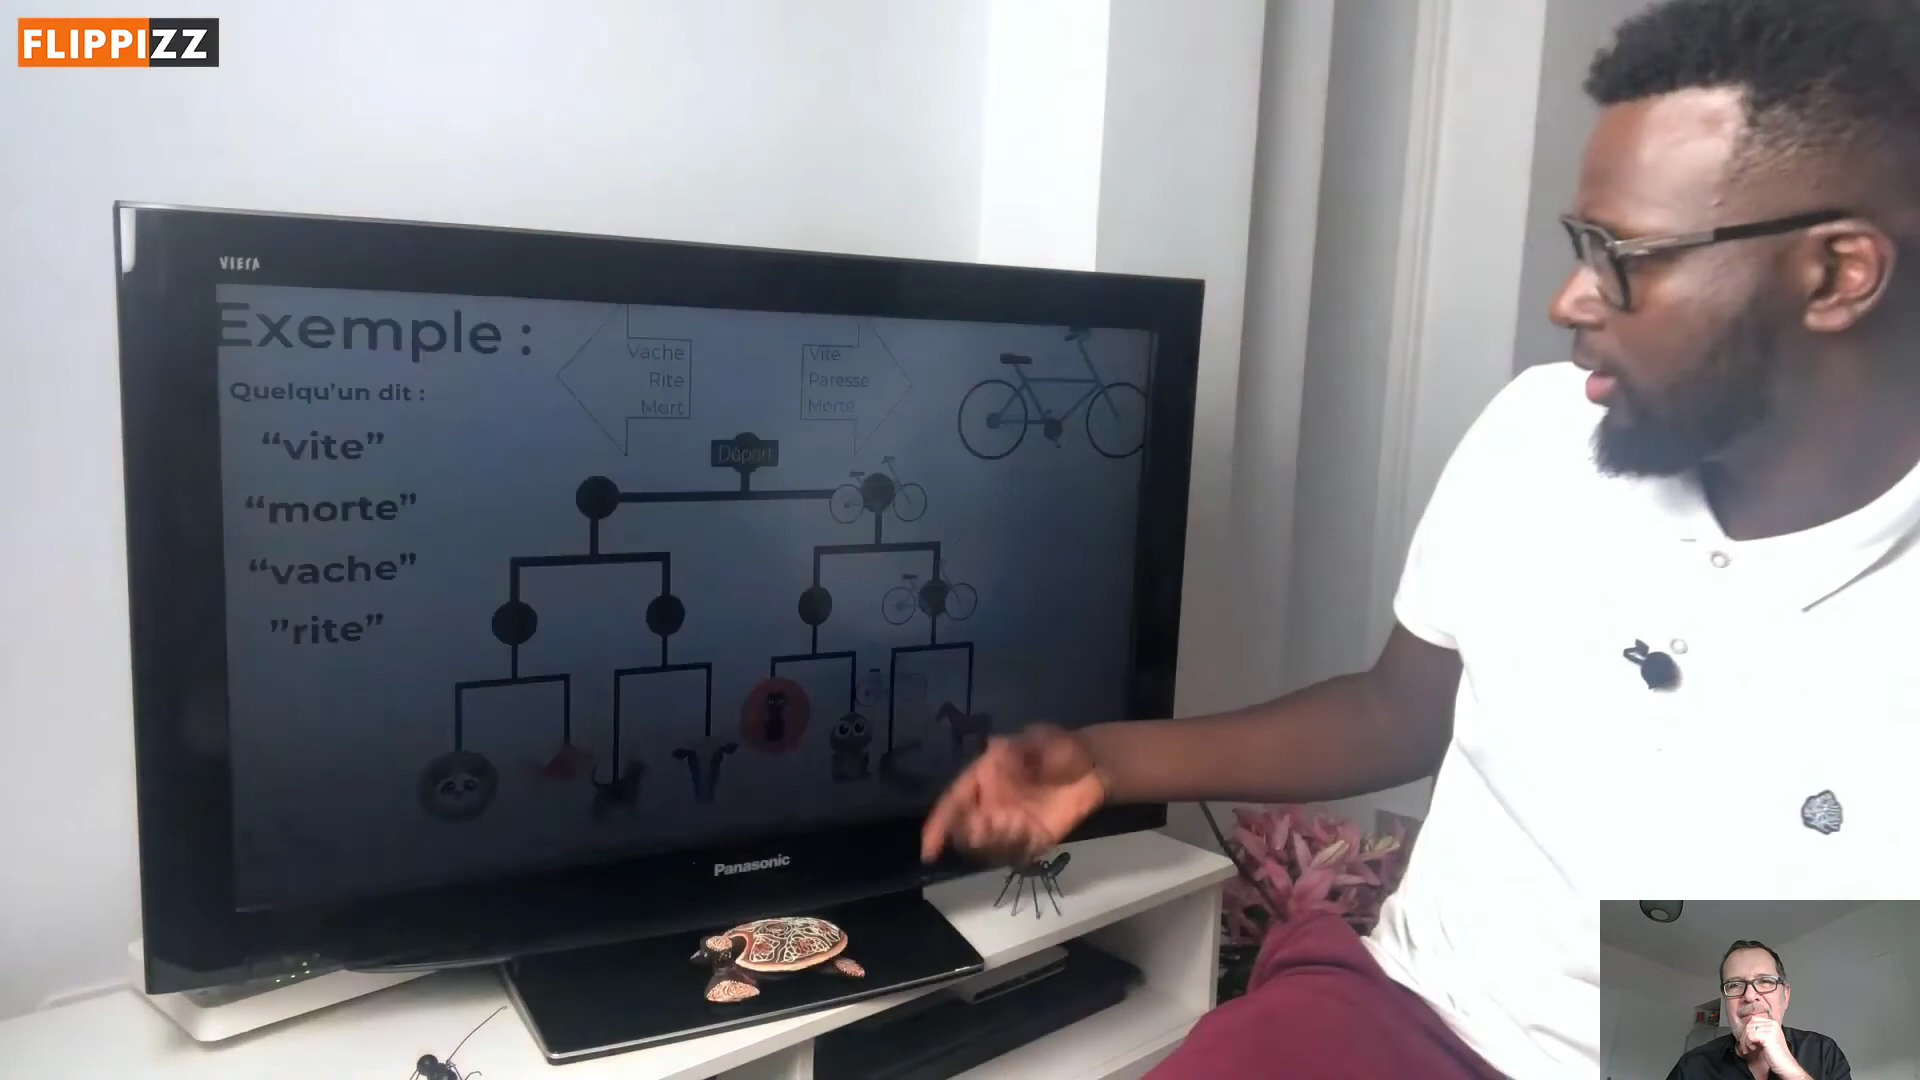 FLIPPIZZ
VIERA
Exemple :
Quelqu'un dit :
“vite”
“morte”
“vache”
”rite”
Vache
Rite
Mort
Vite
Paresse
Morte
Départ
Panasonic